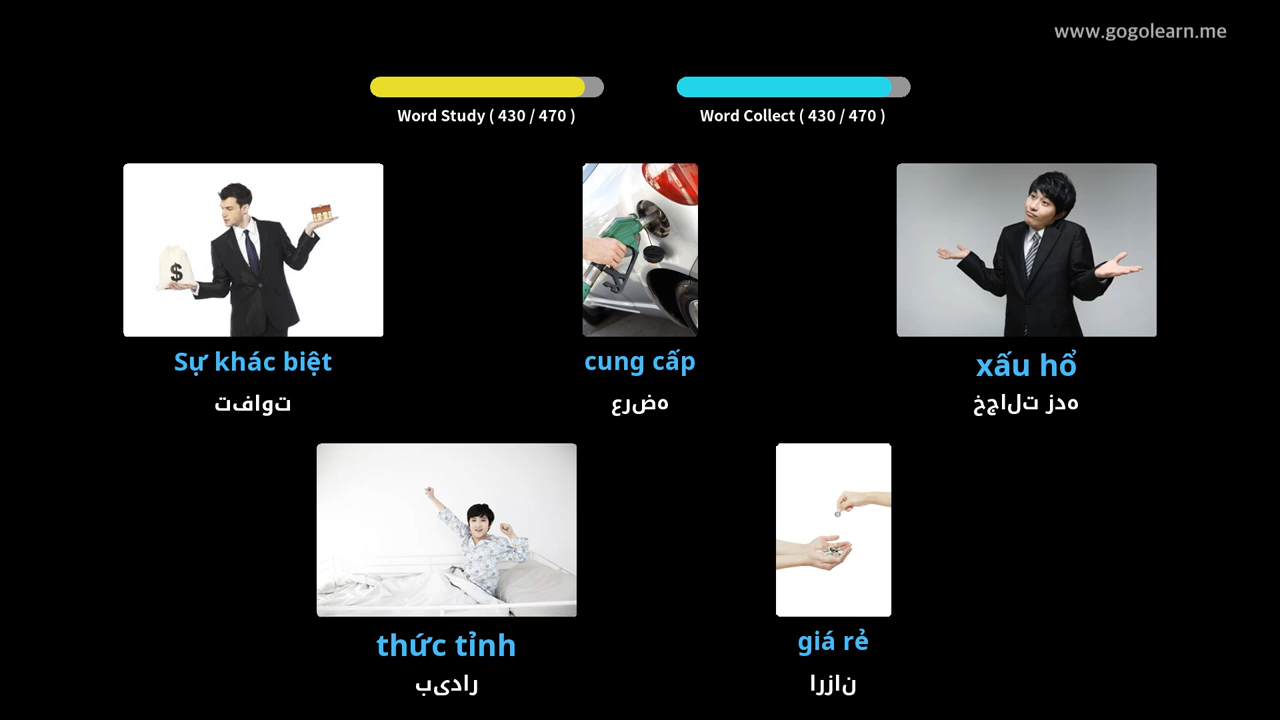 www.gogolearn.me
Word Study ( 430 / 470 )
Word Collect ( 430 / 470 )
Sự khác biệt
تفاوت
cung cấp
عرضه
xấu hổ
خجالت زده
thức tỉnh
بیدار
giá rẻ
ارزان